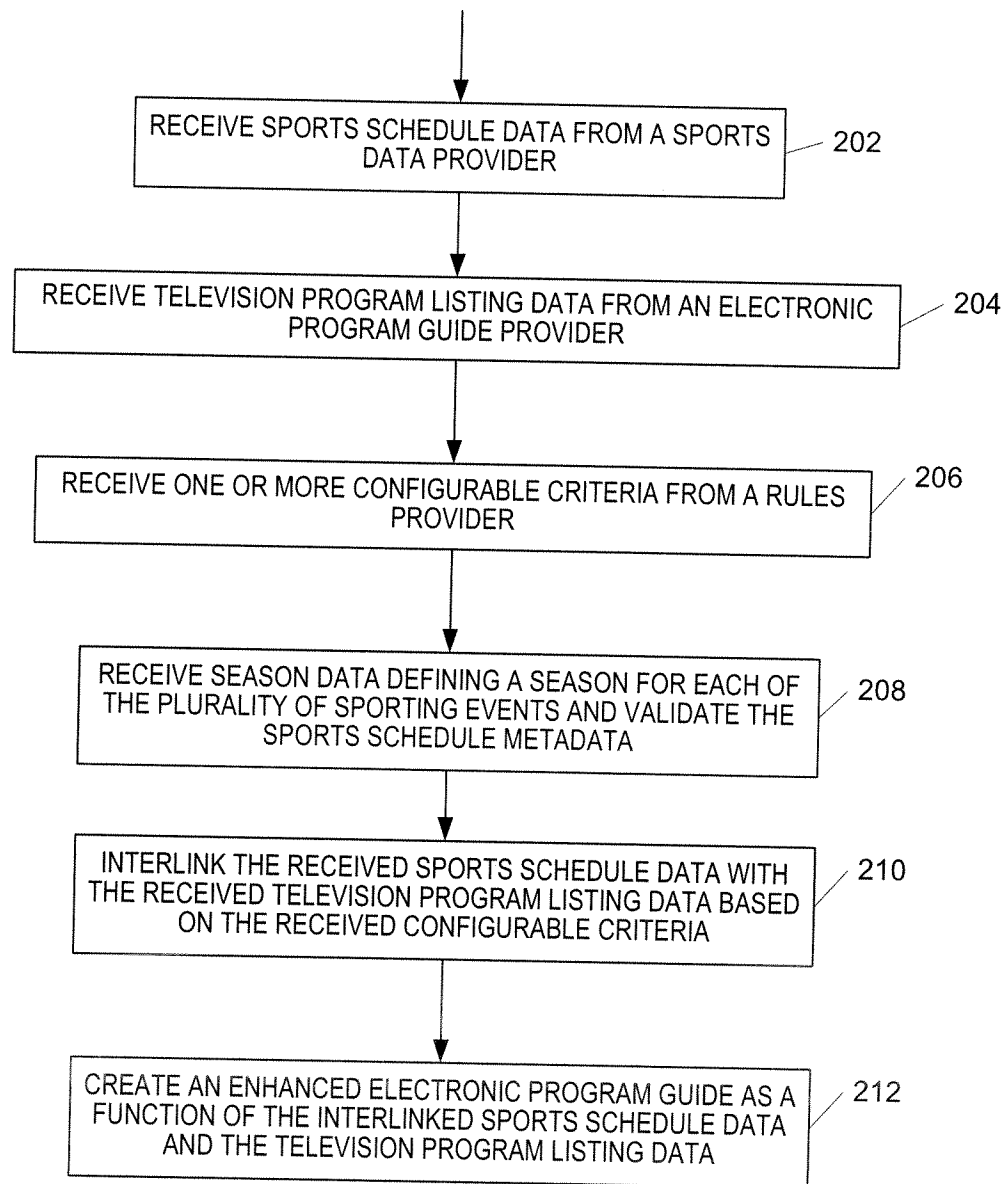 RECEIVE SPORTS SCHEDULE DATA FROM A SPORTS
DATA PROVIDER
202
RECEIVE TELEVISION PROGRAM LISTING DATA FROM AN ELECTRONIC
PROGRAM GUIDE PROVIDER
204
RECEIVE ONE OR MORE CONFIGURABLE CRITERIA FROM A RULES
PROVIDER
206
RECEIVE SEASON DATA DEFINING A SEASON FOR EACH OF
THE PLURALITY OF SPORTING EVENTS AND VALIDATE THE
SPORTS SCHEDULE METADATA
208
INTERLINK THE RECEIVED SPORTS SCHEDULE DATA WITH
THE RECEIVED TELEVISION PROGRAM LISTING DATA BASED
ON THE RECEIVED CONFIGURABLE CRITERIA
210
CREATE AN ENHANCED ELECTRONIC PROGRAM GUIDE AS A
FUNCTION OF THE INTERLINKED SPORTS SCHEDULE DATA
AND THE TELEVISION PROGRAM LISTING DATA
212